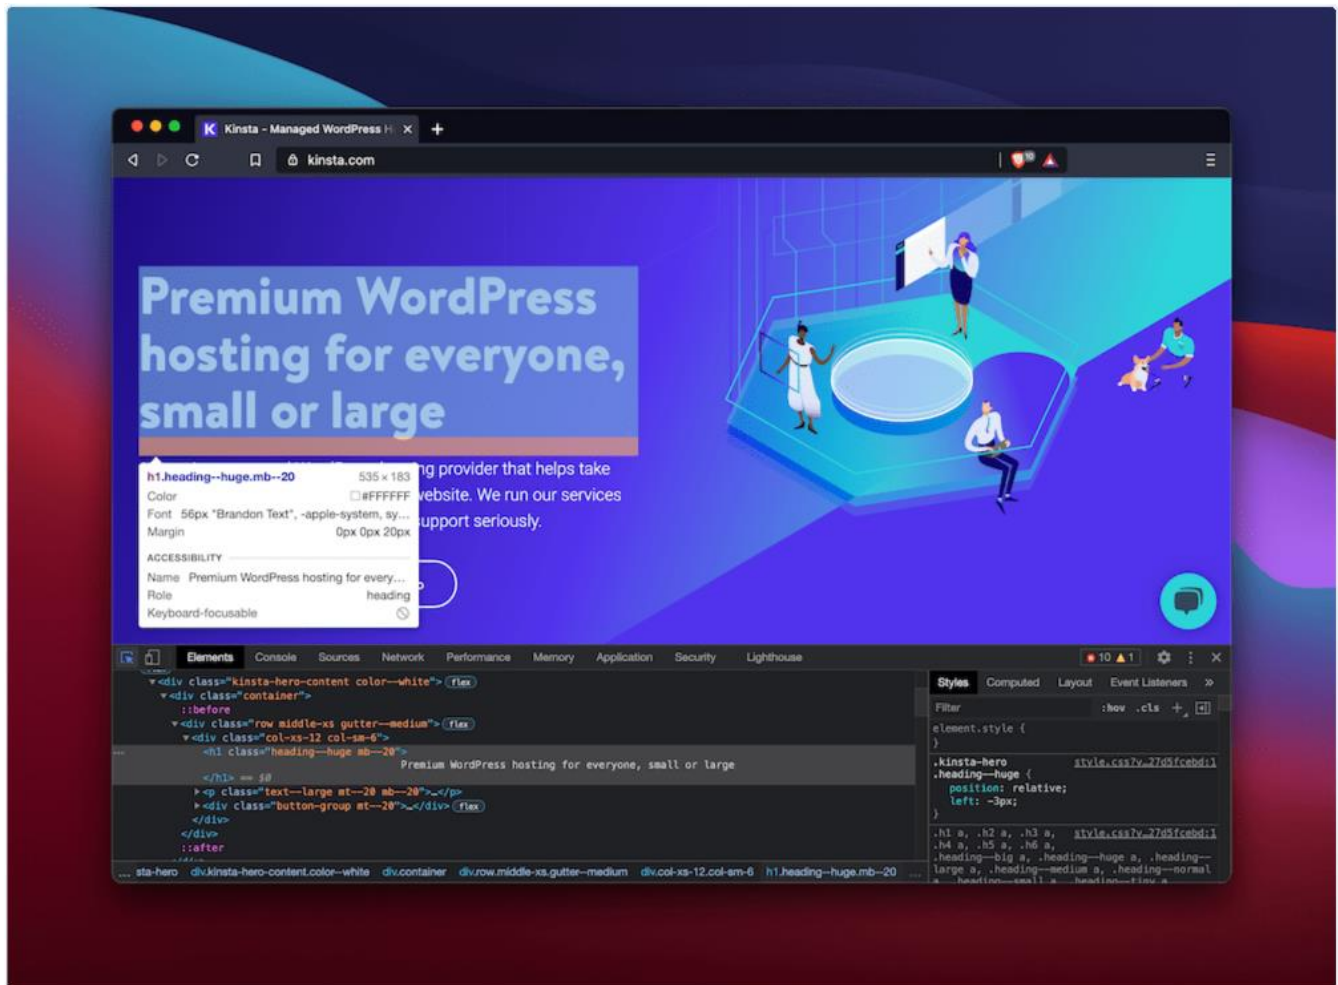 K Kinsta - Managed WordPress H
kinsta.com
10
Premium WordPress
hosting for everyone,
small or large
ng provider that helps take
website. We run our services
support seriously.
h1.heading--huge.mb--20 535 × 183
Color #FFFFFF
Font 56px "Brandon Text", -apple-system, sy…
Margin 0px 0px 20px
ACCESSIBILITY
Name Premium WordPress hosting for every…
Role heading
Keyboard-focusable
Elements Console Sources Network Performance Memory Application Security Lighthouse 10 1
<div class="kinsta-hero-content color--white"> flex
<div class="container">
::before
<div class="row middle-xs gutter--medium"> flex
<div class="col-xs-12 col-sm-6">
<h1 class="heading--huge mb--20">
Premium WordPress hosting for everyone, small or large
</h1> == $0
<p class="text--large mt--20 mb--20">…</p>
<div class="button-group mt--20">…</div> flex
</div>
</div>
::after
... sta-hero div.kinsta-hero-content.color--white div.container div.row.middle-xs.gutter--medium div.col-xs-12.col-sm-6 h1.heading--huge.mb--20 ...
Styles Computed Layout Event Listeners »
Filter :hov .cls +
element.style {
}
.kinsta-hero style.css?v…27d5fcebd:1
.heading--huge {
position: relative;
left: -3px;
}
.h1 a, .h2 a, .h3 a, style.css?v…27d5fcebd:1
.h4 a, .h5 a, .h6 a,
.heading--big a, .heading--huge a, .heading--
large a, .heading--medium a, .heading--normal
a, .heading--small a, .heading--tiny a